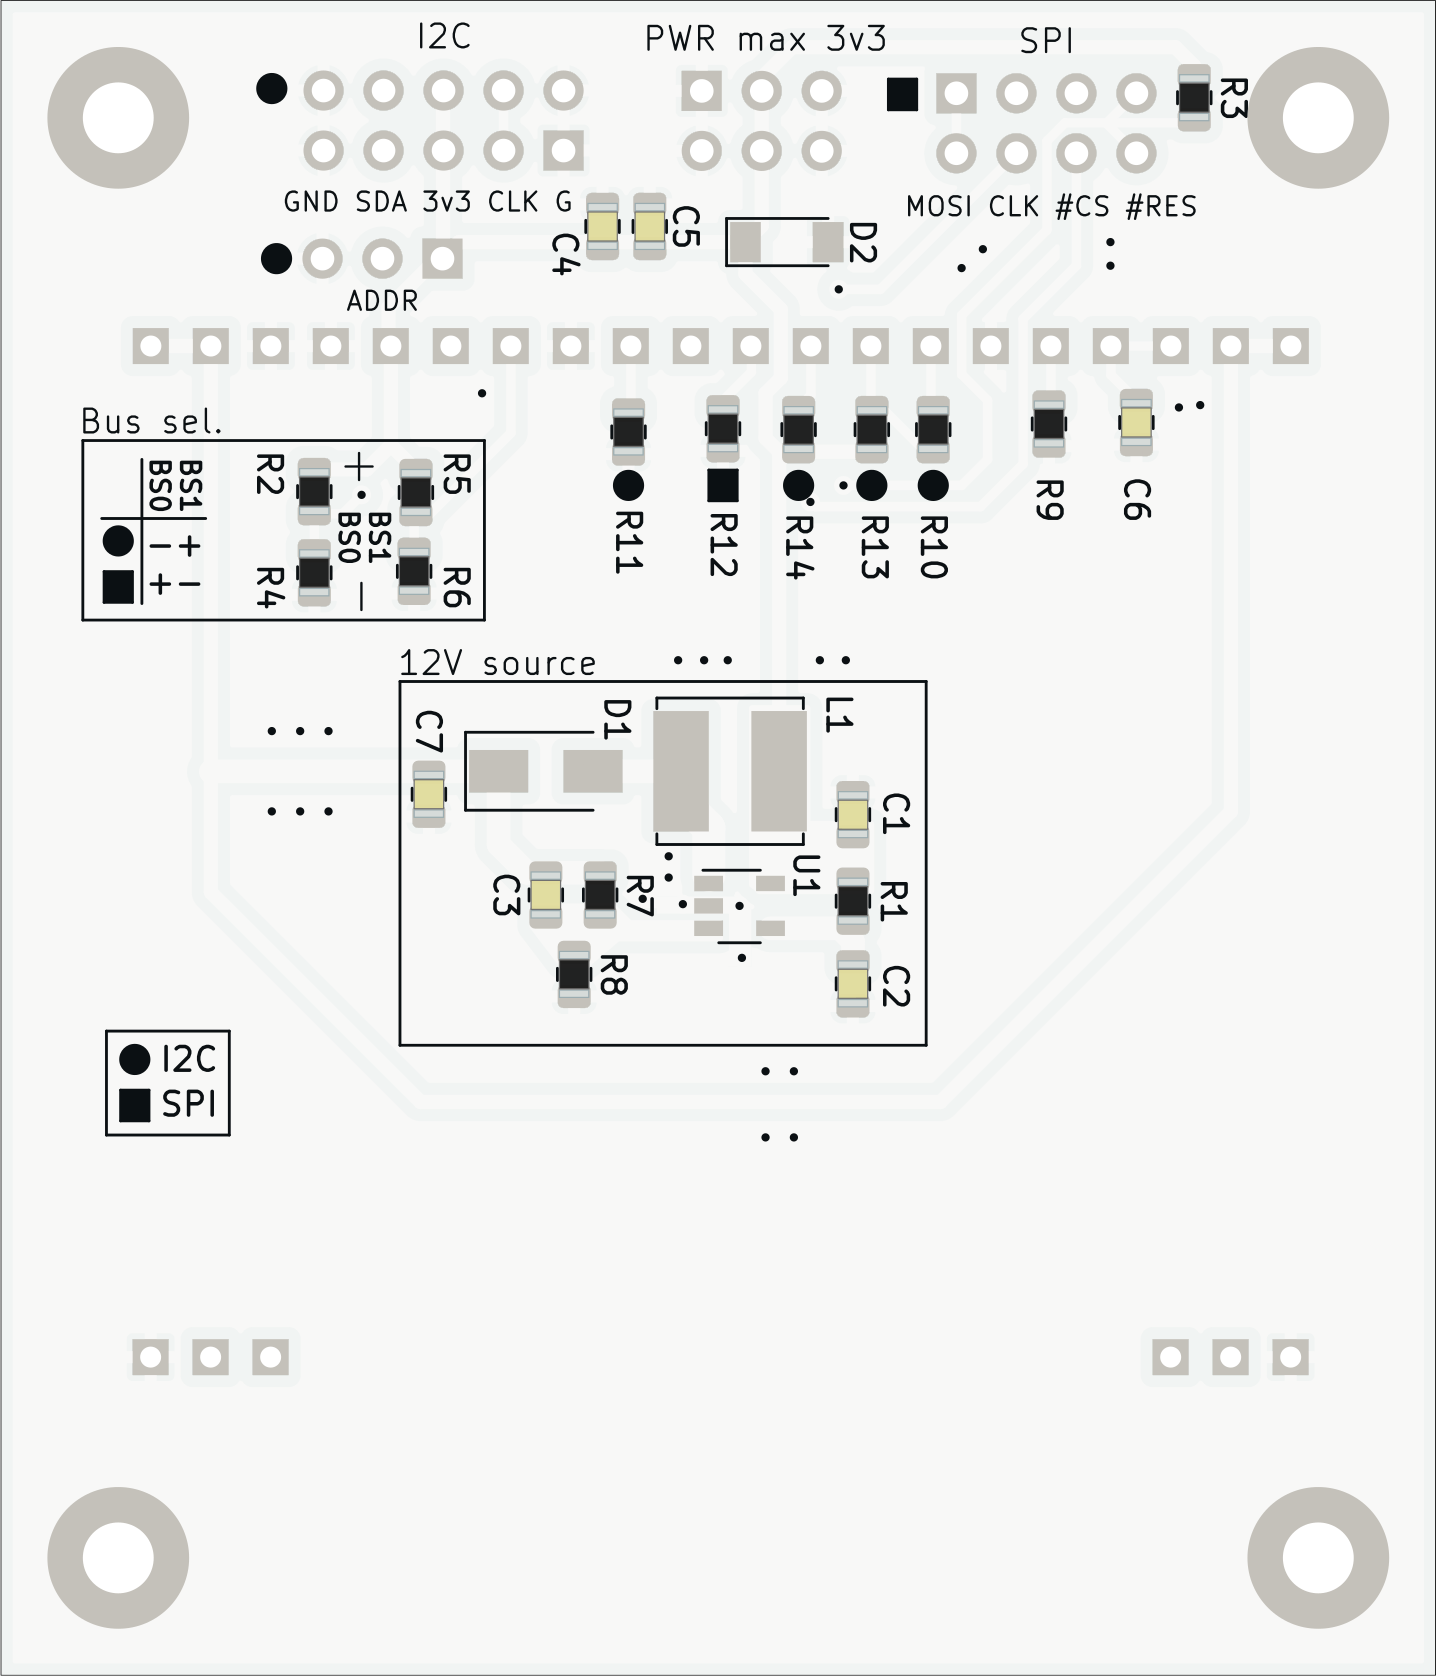 I2C
PWR max 3v3
SPI
R3
GND SDA 3v3 CLK G
MOSI CLK #CS #RES
C4
C5
D2
ADDR
Bus sel.
BS0
BS1
- +
+ -
R2
+
R5
BS0
BS1
R4
-
R6
R11
R12
R14
R13
R10
R9
C6
12V source
C7
D1
L1
C1
U1
C3
R7
R1
R8
C2
I2C
SPI